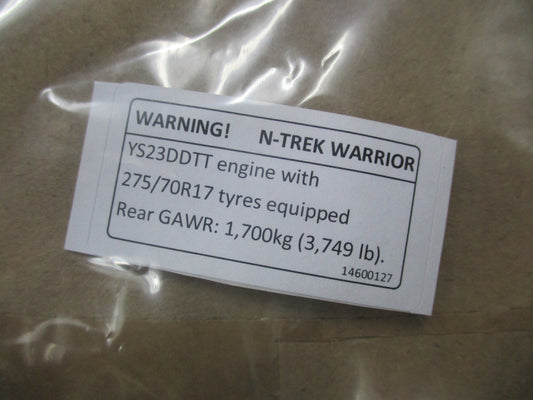 WARNING! N-TREK WARRIOR
YS23DDTT engine with
275/70R17 tyres equipped
Rear GAWR: 1,700kg (3,749 lb).
14600127